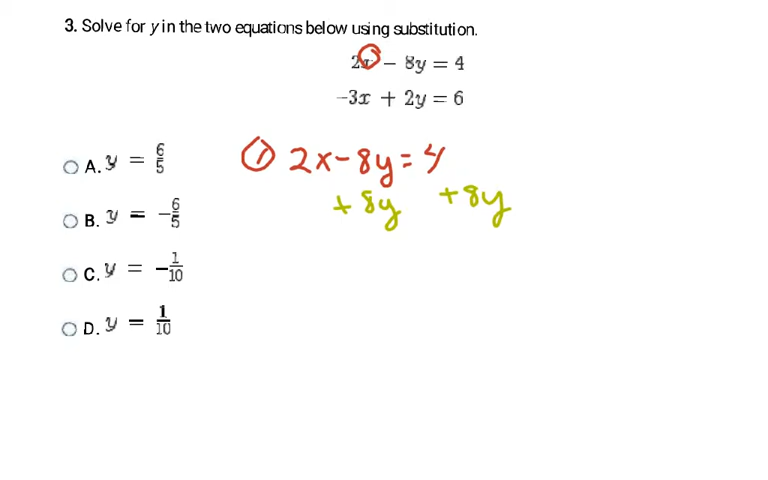 3. Solve for y in the two equations below using substitution.
2x − 8y = 4
−3x + 2y = 6
A. y = 6/5
① 2x-8y=4
+8y +8y
B. y = −6/5
C. y = −1/10
D. y = 1/10